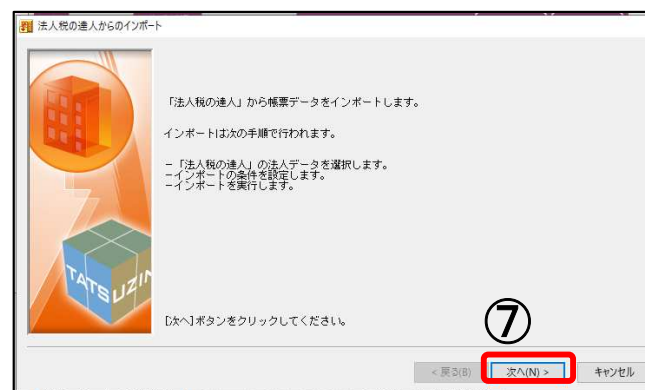 法人税の達人からのインポート
「法人税の達人」から帳票データをインポートします。
インポートは次の手順で行われます。
－「法人税の達人」の法人データを選択します。
－インポートの条件を設定します。
－インポートを実行します。
TATSUZIN
[次へ]ボタンをクリックしてください。
⑦
< 戻る(B) 次へ(N) > キャンセル